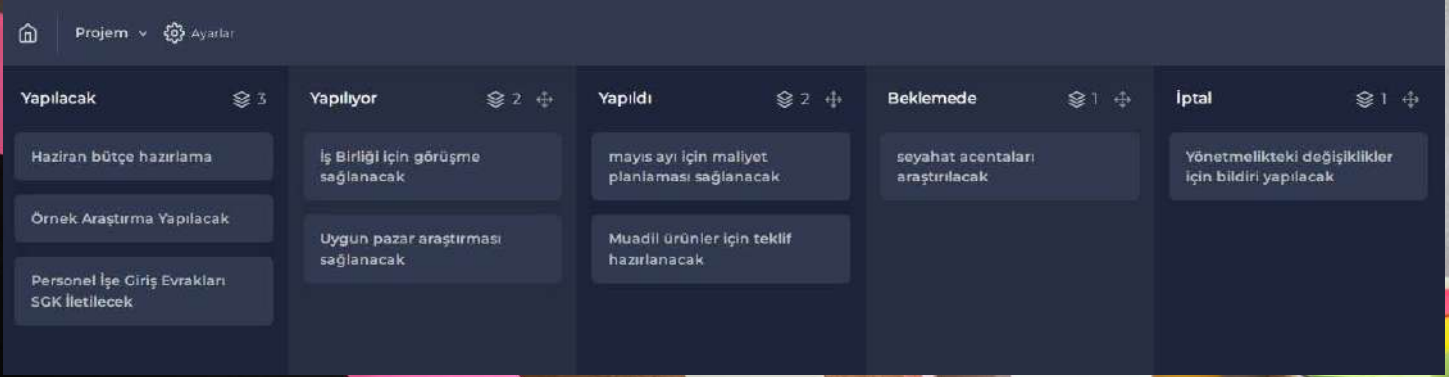 Projem
Ayarlar
Yapılacak 3
Haziran bütçe hazırlama
Örnek Araştırma Yapılacak
Personel İşe Giriş Evrakları
SGK İletilecek
Yapılıyor 2
İş Birliği için görüşme
sağlanacak
Uygun pazar araştırması
sağlanacak
Yapıldı 2
mayıs ayı için maliyet
planlaması sağlanacak
Muadil ürünler için teklif
hazırlanacak
Beklemede 1
seyahat acentaları
araştırılacak
İptal 1
Yönetmelikteki değişiklikler
için bildiri yapılacak